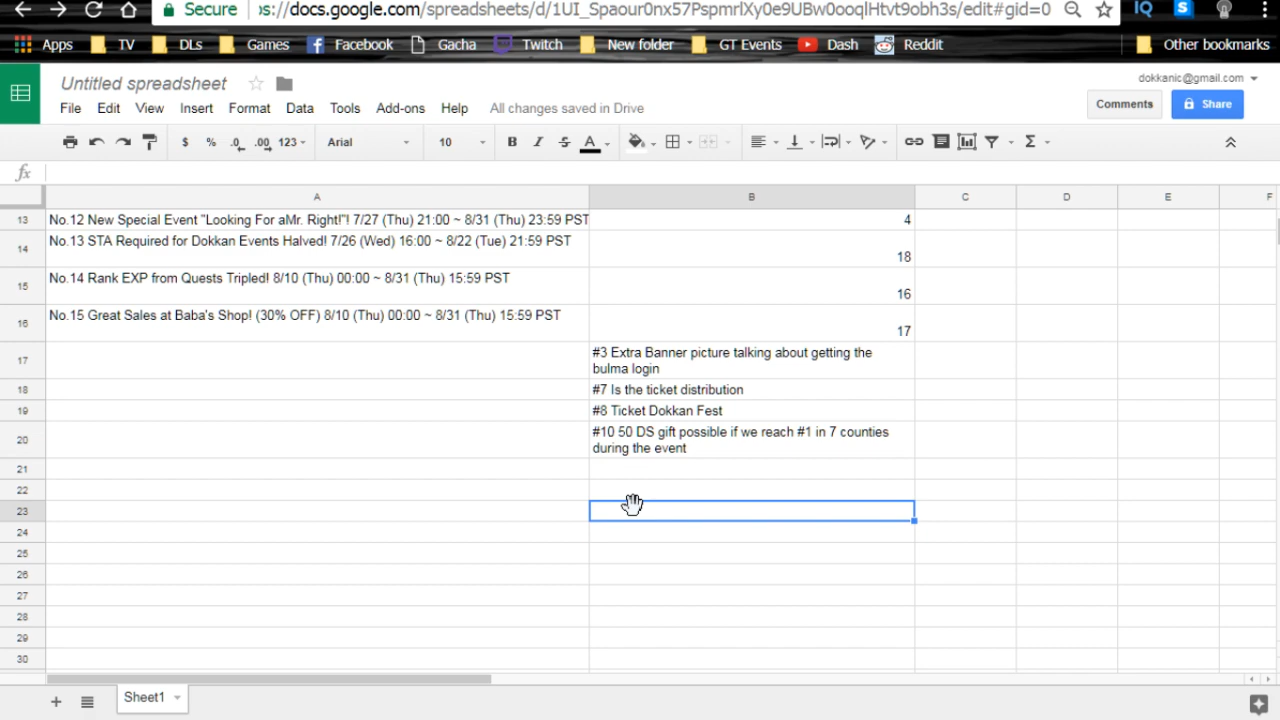 Secure
os://docs.google.com/spreadsheets/d/1UI_Spaour0nx57PspmrlXy0e9UBw0ooqlHtvt9obh3s/edit#gid=0
IQ
S
Apps TV DLs Games Facebook Gacha Twitch New folder GT Events Dash Reddit Other bookmarks
Untitled spreadsheet
dokkanic@gmail.com
File Edit View Insert Format Data Tools Add-ons Help All changes saved in Drive
Comments Share
$ % .0 .00 123 Arial 10 B I S A Σ
fx
A B C D E F
13 No.12 New Special Event "Looking For aMr. Right!"! 7/27 (Thu) 21:00 ~ 8/31 (Thu) 23:59 PST 4
14 No.13 STA Required for Dokkan Events Halved! 7/26 (Wed) 16:00 ~ 8/22 (Tue) 21:59 PST 18
15 No.14 Rank EXP from Quests Tripled! 8/10 (Thu) 00:00 ~ 8/31 (Thu) 15:59 PST 16
16 No.15 Great Sales at Baba's Shop! (30% OFF) 8/10 (Thu) 00:00 ~ 8/31 (Thu) 15:59 PST 17
17 #3 Extra Banner picture talking about getting the
bulma login
18 #7 Is the ticket distribution
19 #8 Ticket Dokkan Fest
20 #10 50 DS gift possible if we reach #1 in 7 counties
during the event
21
22
23
24
25
26
27
28
29
30
Sheet1